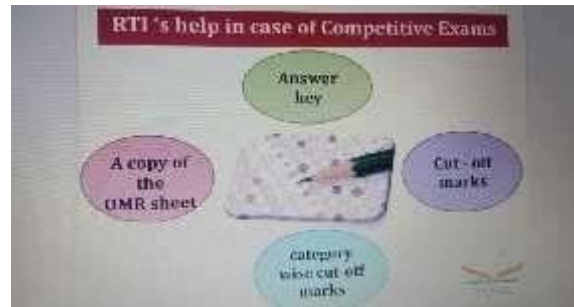 RTI 's help in case of Competitive Exams
Answer
key
A copy of
the
OMR sheet
Cut - off
marks
category
wise cut-off
marks